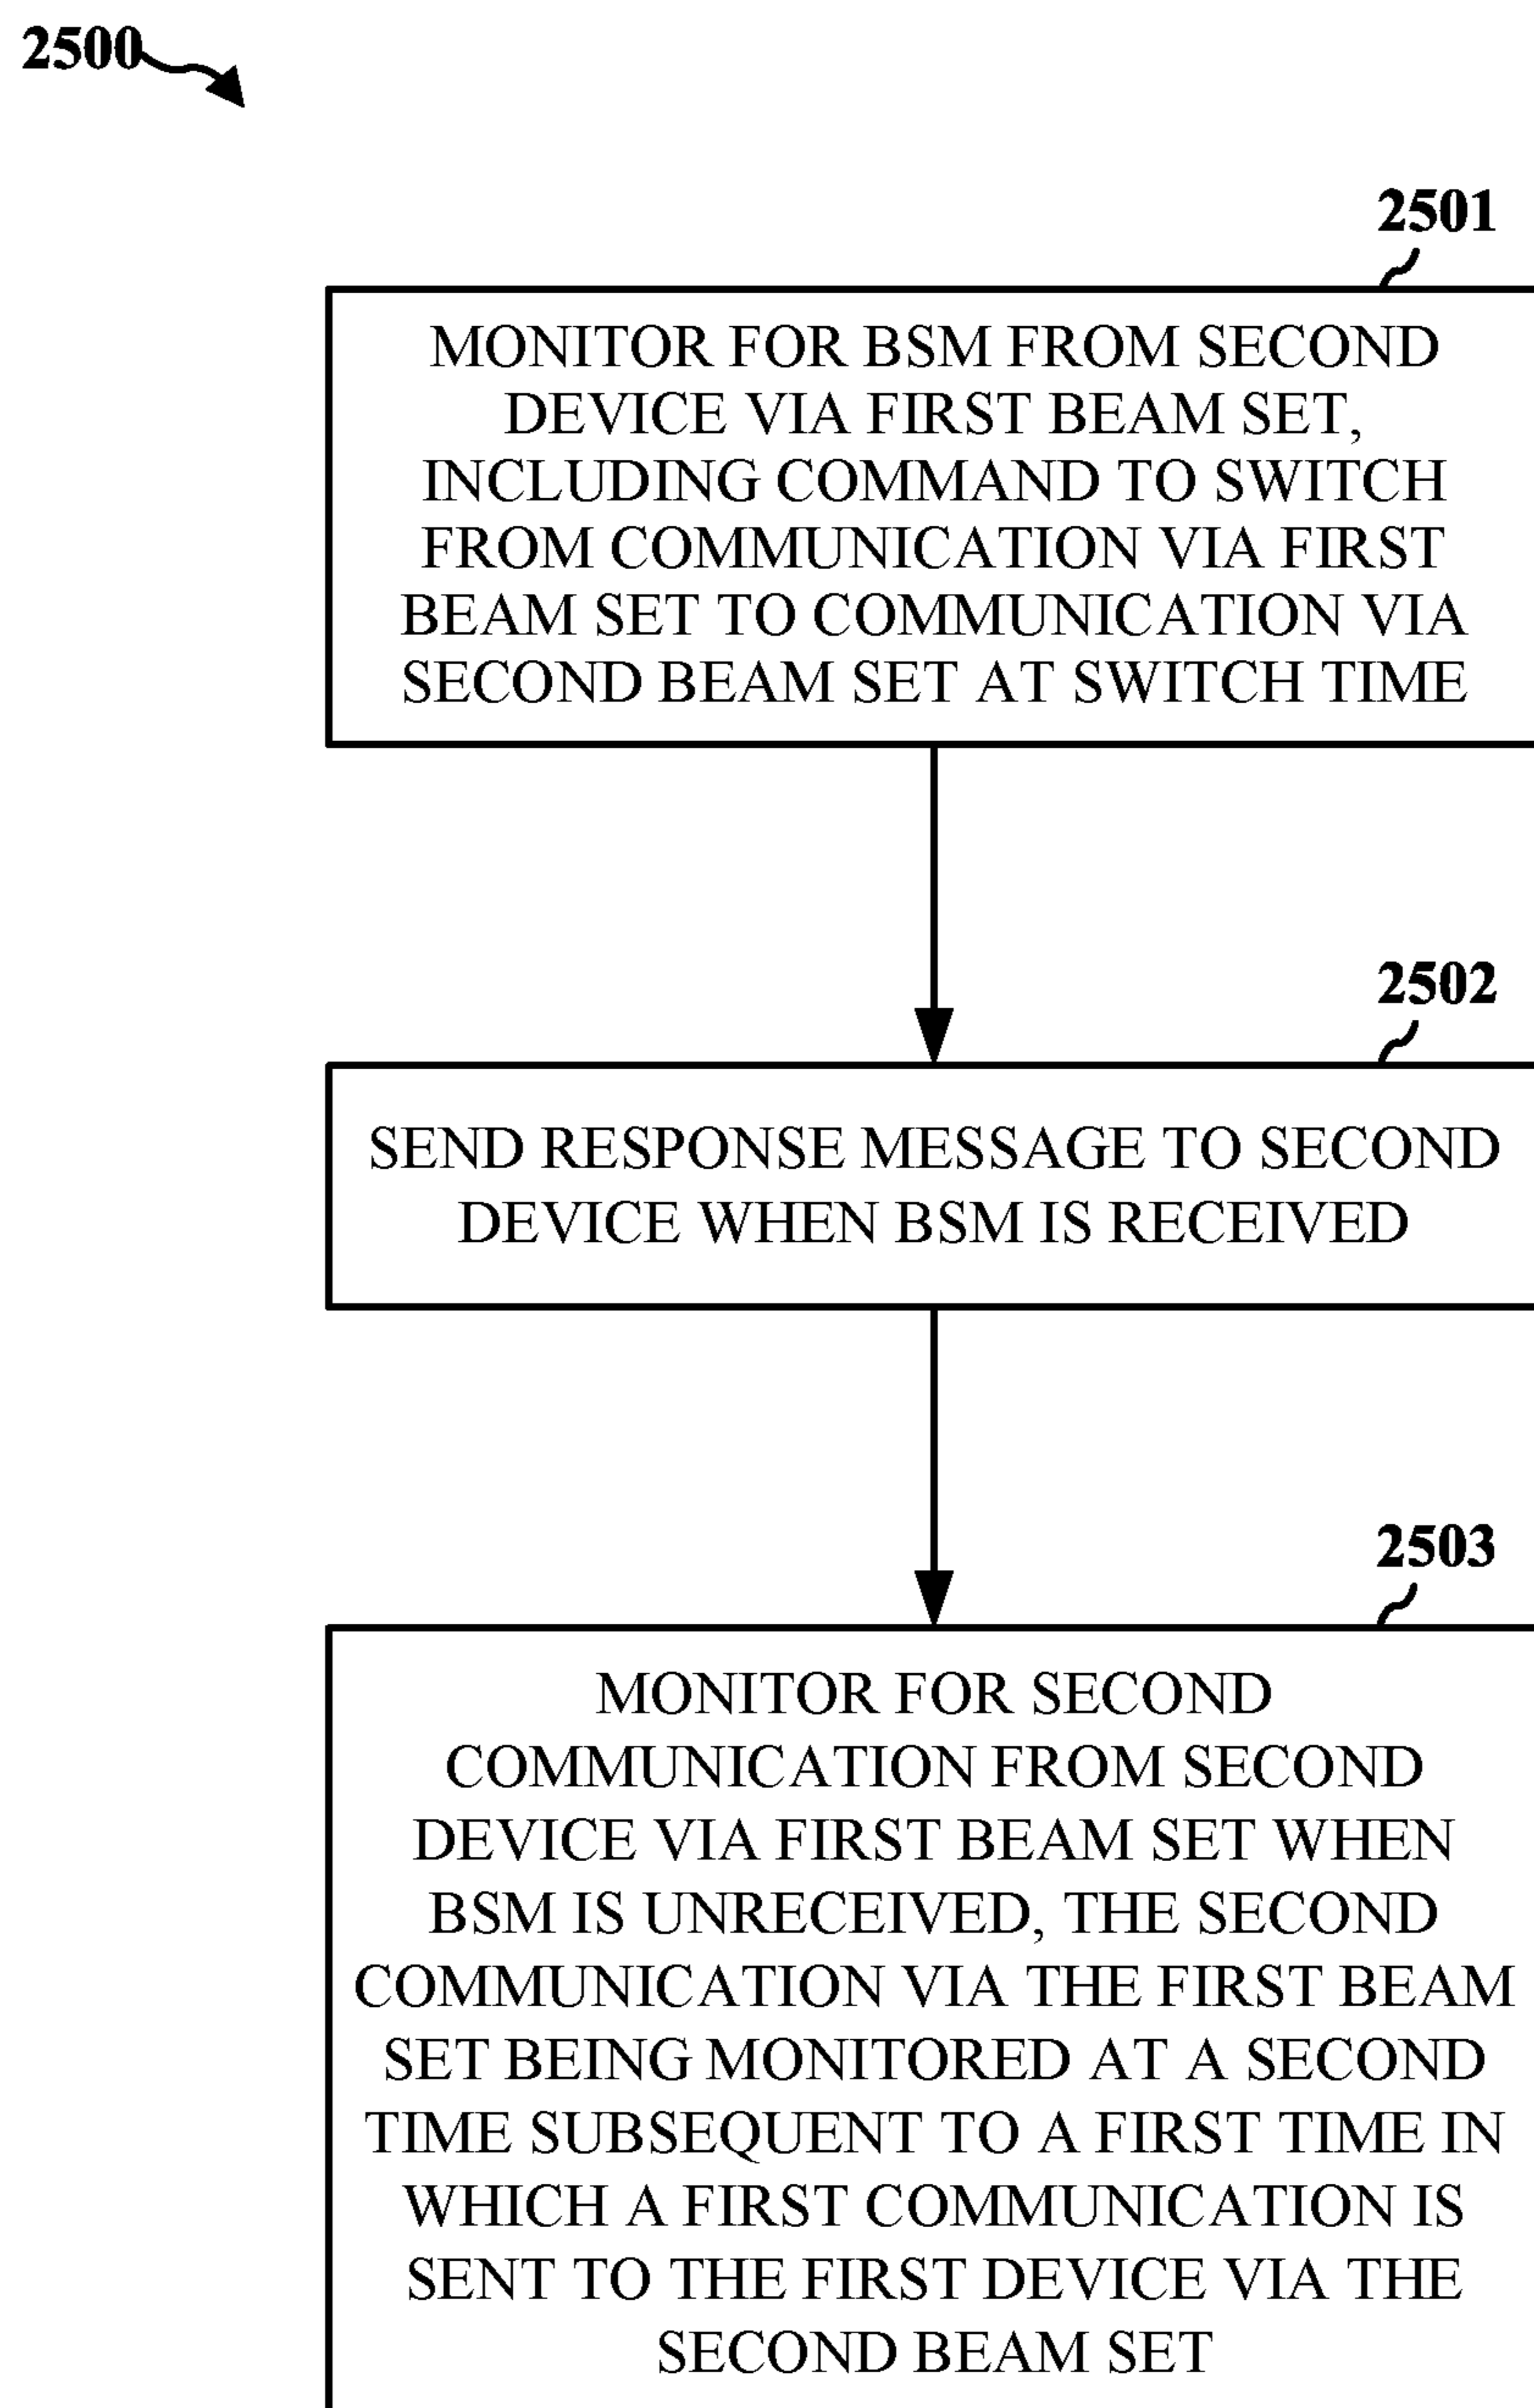 2500
2501
MONITOR FOR BSM FROM SECOND
DEVICE VIA FIRST BEAM SET,
INCLUDING COMMAND TO SWITCH
FROM COMMUNICATION VIA FIRST
BEAM SET TO COMMUNICATION VIA
SECOND BEAM SET AT SWITCH TIME
2502
SEND RESPONSE MESSAGE TO SECOND
DEVICE WHEN BSM IS RECEIVED
2503
MONITOR FOR SECOND
COMMUNICATION FROM SECOND
DEVICE VIA FIRST BEAM SET WHEN
BSM IS UNRECEIVED, THE SECOND
COMMUNICATION VIA THE FIRST BEAM
SET BEING MONITORED AT A SECOND
TIME SUBSEQUENT TO A FIRST TIME IN
WHICH A FIRST COMMUNICATION IS
SENT TO THE FIRST DEVICE VIA THE
SECOND BEAM SET